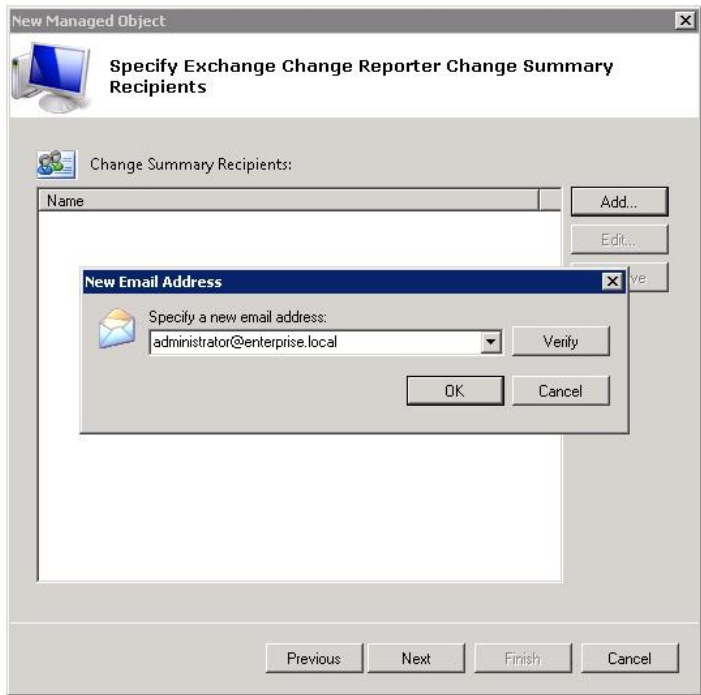 New Managed Object
Specify Exchange Change Reporter Change Summary
Recipients
Change Summary Recipients:
Name
Add...
Edit...
ve
New Email Address
Specify a new email address:
administrator@enterprise.local
Verify
OK
Cancel
Previous
Next
Finish
Cancel